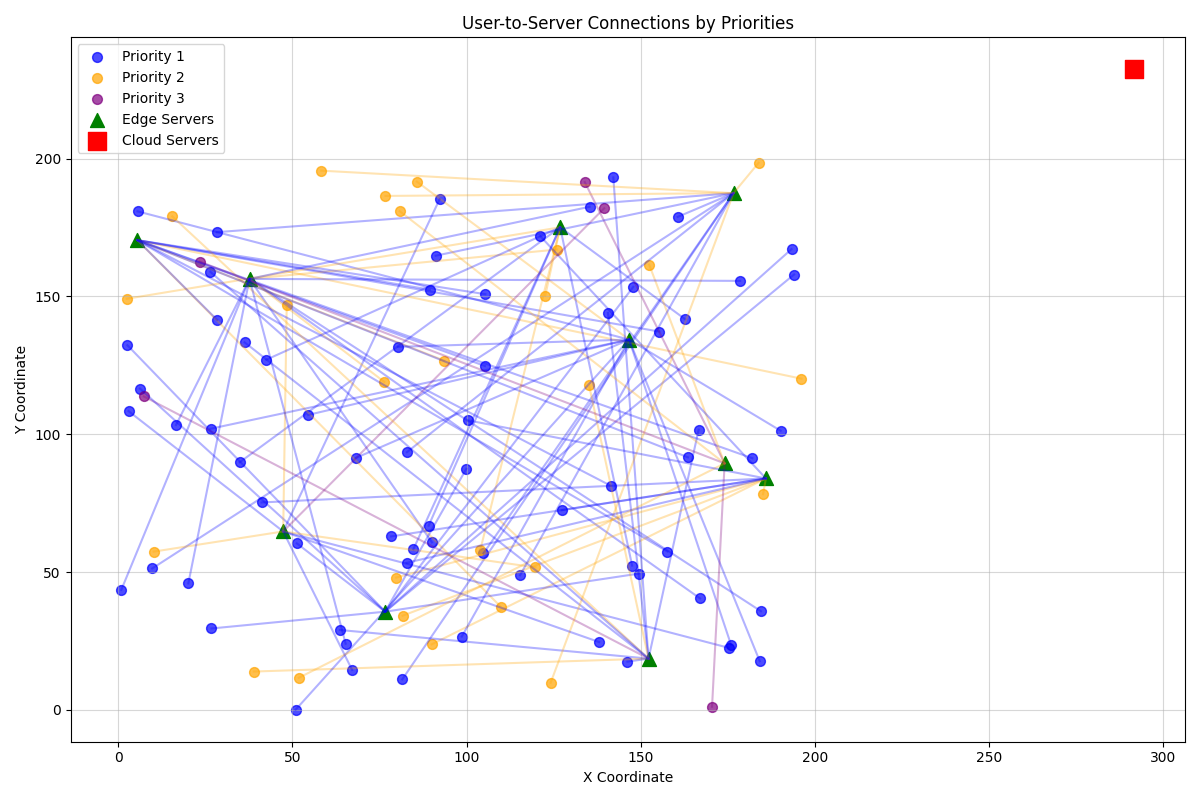 User-to-Server Connections by Priorities
Priority 1
Priority 2
Priority 3
Edge Servers
Cloud Servers
Y Coordinate
200
150
100
50
0
0 50 100 150 200 250 300
X Coordinate